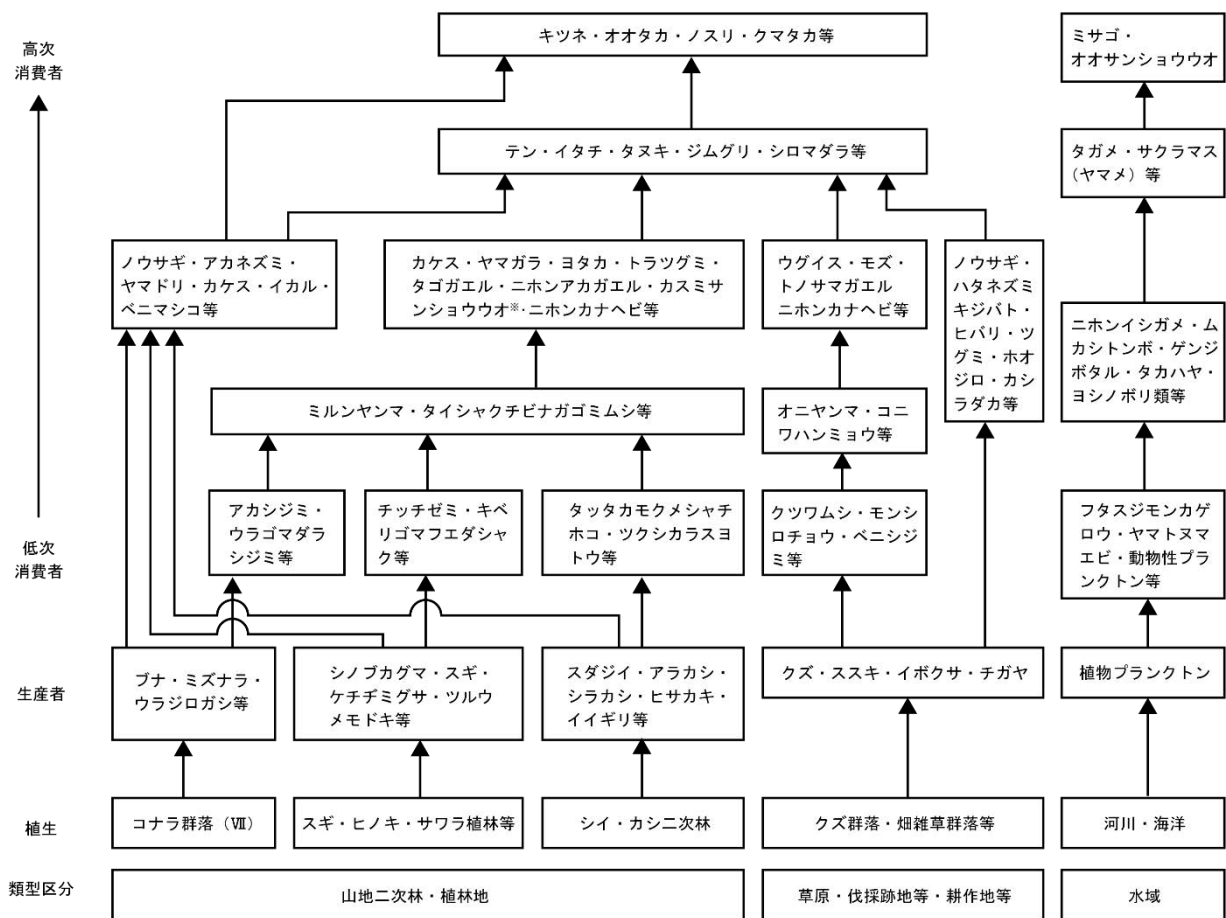 高次
消費者
キツネ・オオタカ・ノスリ・クマタカ等
ミサゴ・
オオサンショウウオ
テン・イタチ・タヌキ・ジムグリ・シロマダラ等
タガメ・サクラマス
(ヤマメ)等
ノウサギ・アカネズミ・
ヤマドリ・カケス・イカル・
ベニマシコ等
カケス・ヤマガラ・ヨタカ・トラツグミ・
タゴガエル・ニホンアカガエル・カスミサ
ンショウウオ※・ニホンカナヘビ等
ウグイス・モズ・
トノサマガエル
ニホンカナヘビ等
ノウサギ・
ハタネズミ
キジバト・
ヒバリ・ツ
グミ・ホオ
ジロ・カシ
ラダカ等
ニホンイシガメ・ム
カシトンボ・ゲンジ
ボタル・タカハヤ・
ヨシノボリ類等
ミルンヤンマ・タイシャクチビナガゴミムシ等
オニヤンマ・コニ
ワハンミョウ等
低次
消費者
アカシジミ・
ウラゴマダラ
シジミ等
チッチゼミ・キベ
リゴマフエダシャ
ク等
タッタカモクメシャチ
ホコ・ツクシカラスヨ
トウ等
クツワムシ・モンシ
ロチョウ・ベニシジ
ミ等
フタスジモンカゲ
ロウ・ヤマトヌマ
エビ・動物性プラ
ンクトン等
生産者
ブナ・ミズナラ・
ウラジロガシ等
シノブカグマ・スギ・
ケチヂミグサ・ツルウ
メモドキ等
スダジイ・アラカシ・
シラカシ・ヒサカキ・
イイギリ等
クズ・ススキ・イボクサ・チガヤ
植物プランクトン
植生
コナラ群落(Ⅶ)
スギ・ヒノキ・サワラ植林等
シイ・カシ二次林
クズ群落・畑雑草群落等
河川・海洋
類型区分
山地二次林・植林地
草原・伐採跡地等・耕作地等
水域